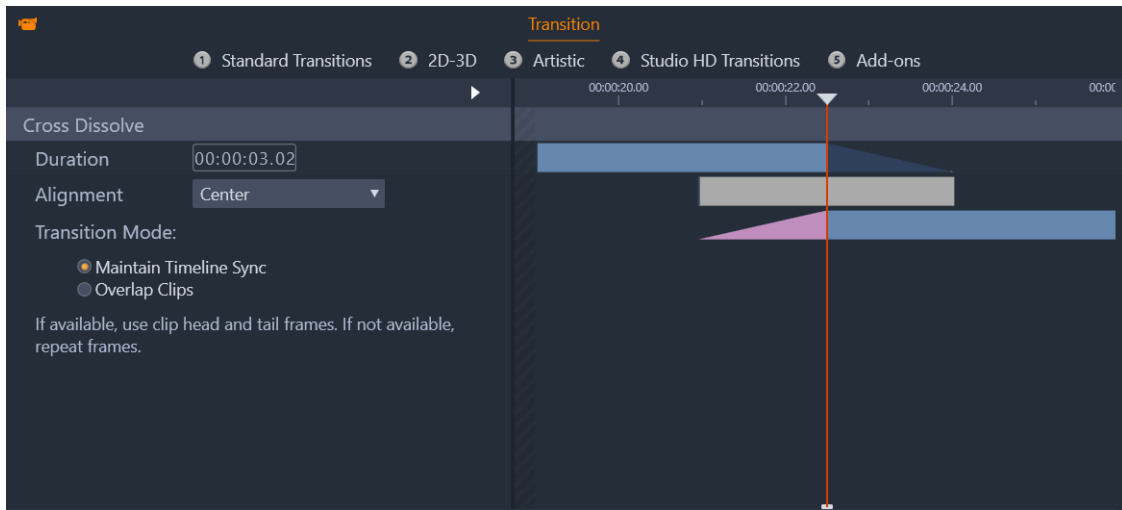 Transition
1 Standard Transitions 2 2D-3D 3 Artistic 4 Studio HD Transitions 5 Add-ons
00:00:20.00 00:00:22.00 00:00:24.00 00:00
Cross Dissolve
Duration 00:00:03.02
Alignment Center
Transition Mode:
Maintain Timeline Sync
Overlap Clips
If available, use clip head and tail frames. If not available,
repeat frames.